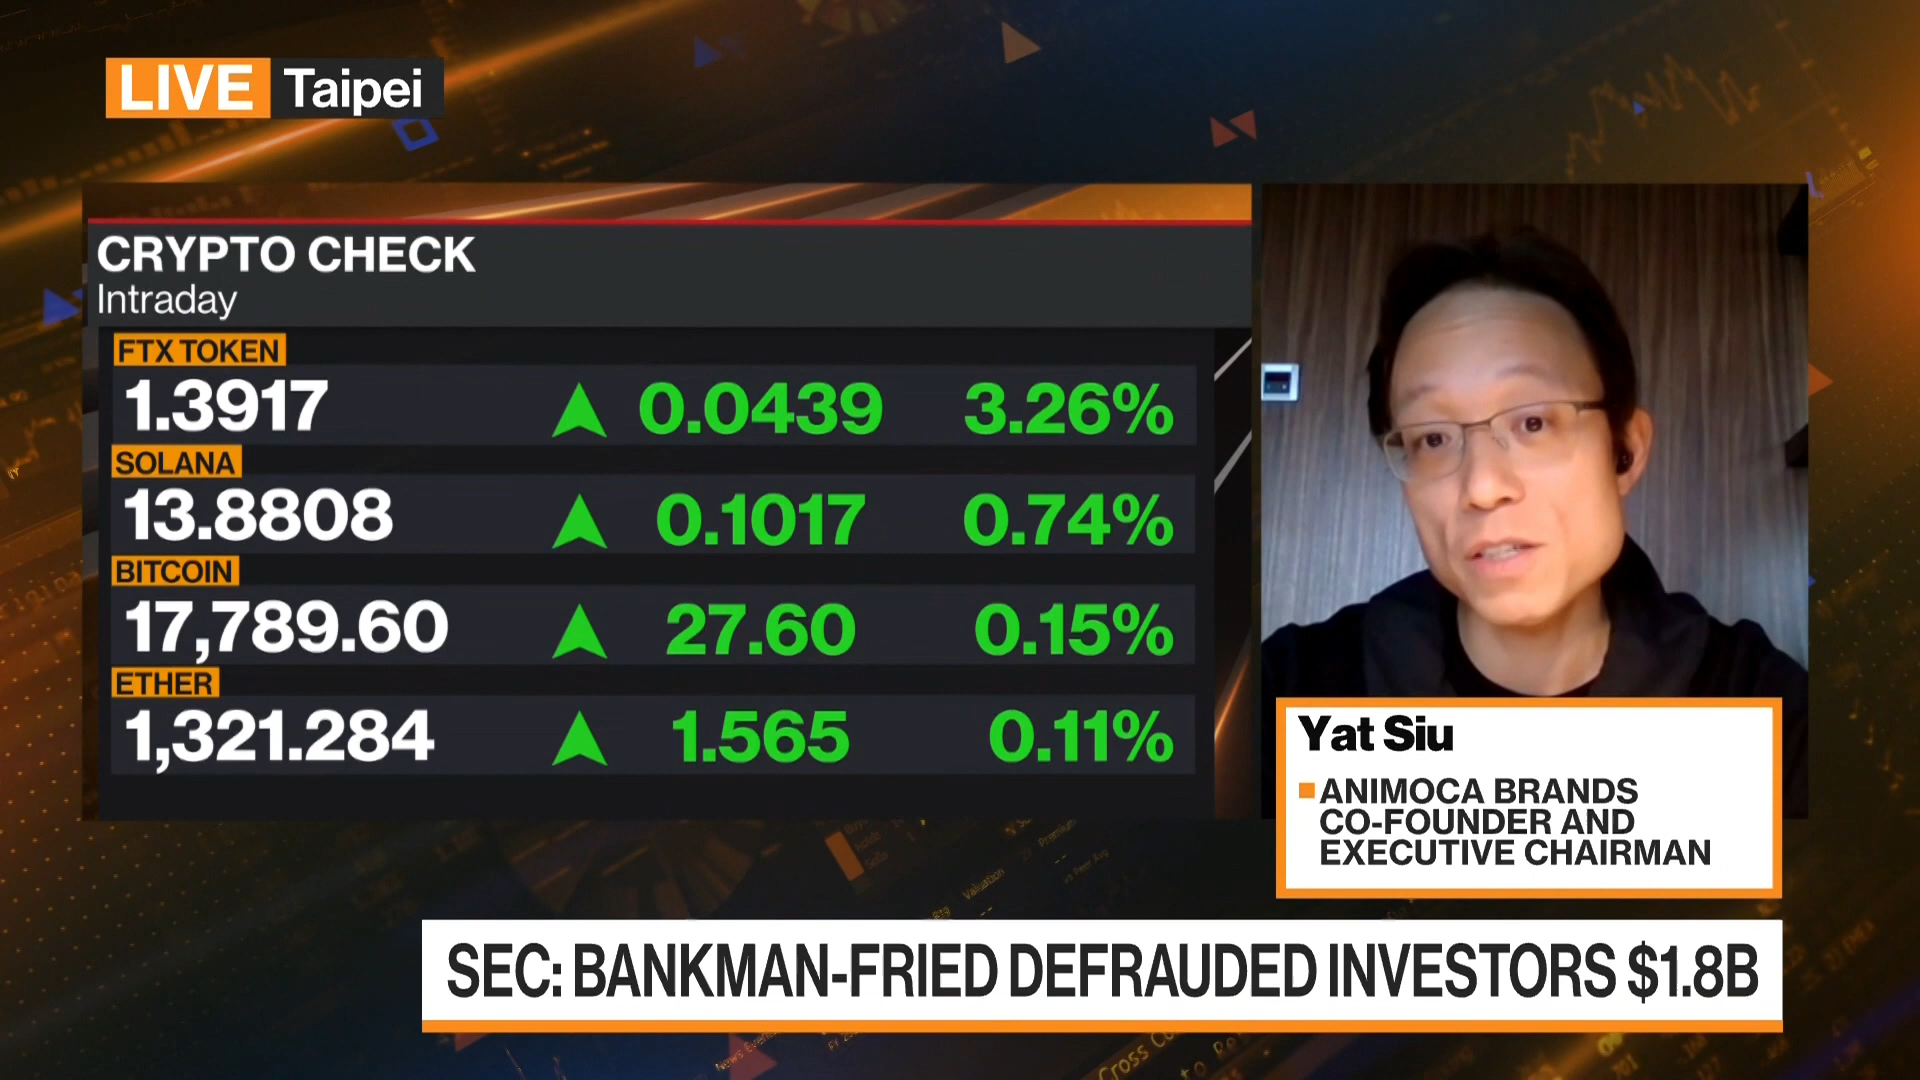 LIVE Taipei
CRYPTO CHECK
Intraday
FTX TOKEN
1.3917 ▲ 0.0439 3.26%
SOLANA
13.8808 ▲ 0.1017 0.74%
BITCOIN
17,789.60 ▲ 27.60 0.15%
ETHER
1,321.284 ▲ 1.565 0.11%
Yat Siu
ANIMOCA BRANDS
CO-FOUNDER AND
EXECUTIVE CHAIRMAN
Valuation
SEC: BANKMAN-FRIED DEFRAUDED INVESTORS $1.8B